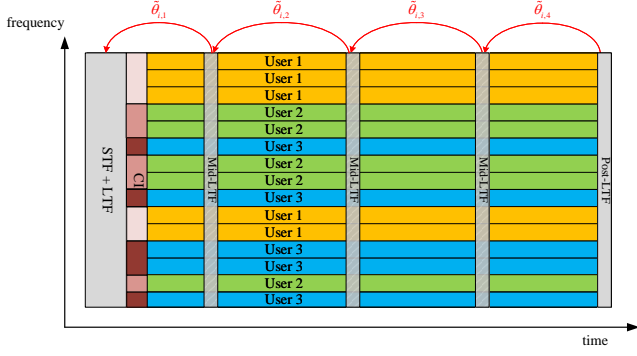 θ̃i,1 θ̃i,2 θ̃i,3 θ̃i,4
frequency
STF + LTF
CI
Mid-LTF
Mid-LTF
Mid-LTF
Post-LTF
User 1
User 1
User 1
User 2
User 2
User 3
User 2
User 2
User 3
User 1
User 1
User 3
User 3
User 2
User 3
time